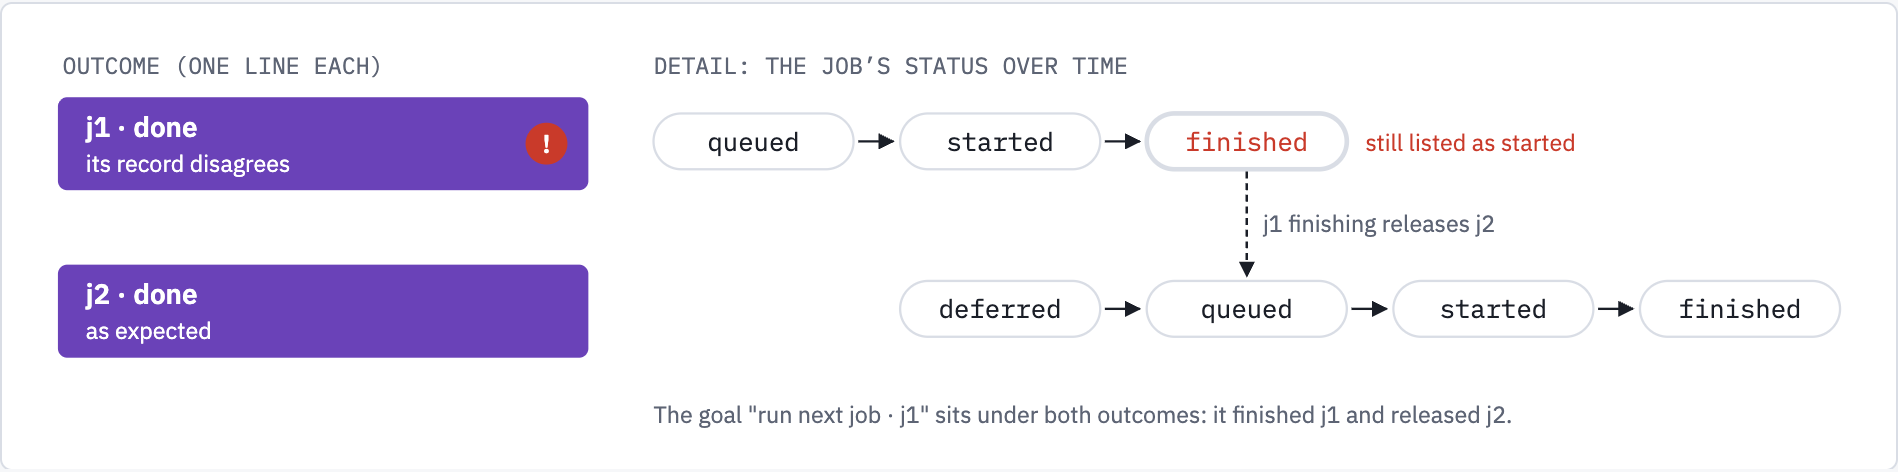 OUTCOME (ONE LINE EACH)
DETAIL: THE JOB’S STATUS OVER TIME
j1 · done
its record disagrees
!
queued
started
finished
still listed as started
j1 finishing releases j2
j2 · done
as expected
deferred
queued
started
finished
The goal "run next job · j1" sits under both outcomes: it finished j1 and released j2.